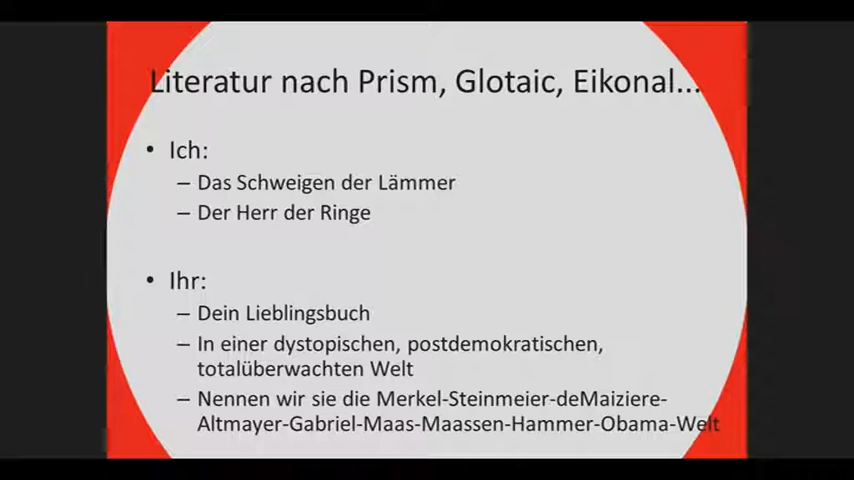 Literatur nach Prism, Glotaic, Eikonal...
• Ich:
– Das Schweigen der Lämmer
– Der Herr der Ringe
• Ihr:
– Dein Lieblingsbuch
– In einer dystopischen, postdemokratischen,
totalüberwachten Welt
– Nennen wir sie die Merkel-Steinmeier-deMaiziere-
Altmayer-Gabriel-Maas-Maassen-Hammer-Obama-Welt